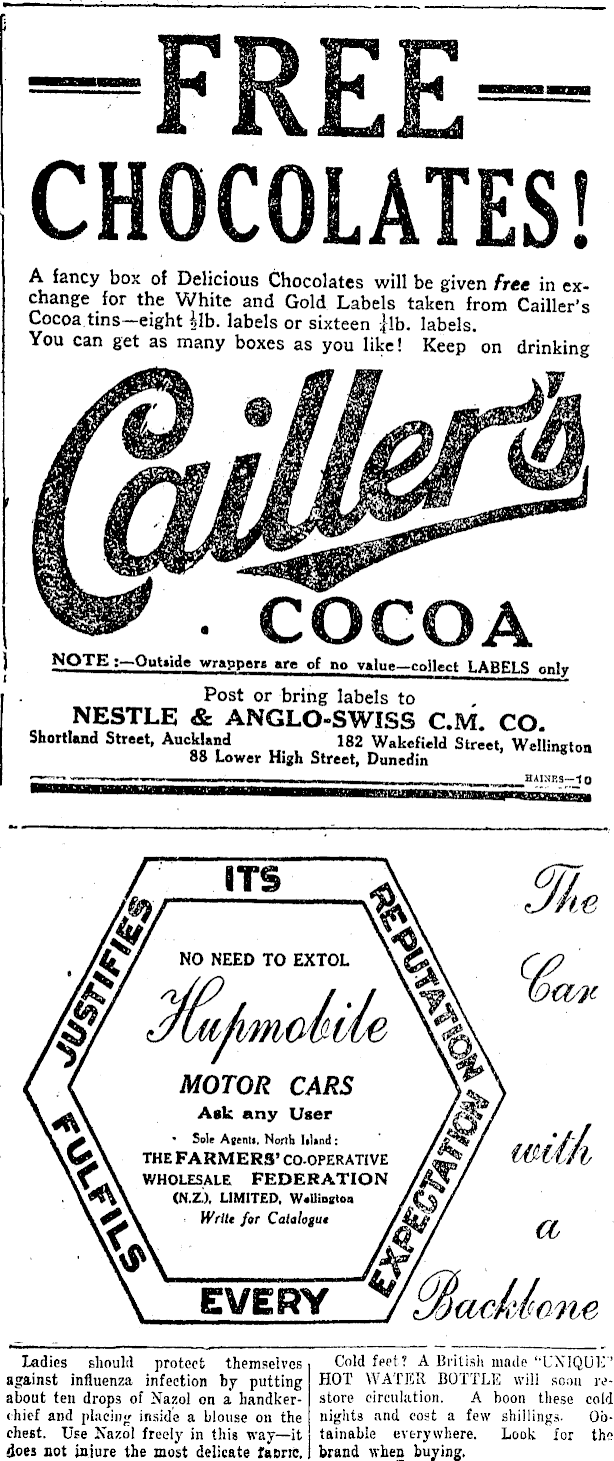 FREE
CHOCOLATES!
A fancy box of Delicious Chocolates will be given free in ex-
change for the White and Gold Labels taken from Cailler's
Cocoa tins—eight ½lb. labels or sixteen ¼lb. labels.
You can get as many boxes as you like! Keep on drinking
Cailler's
COCOA
NOTE:—Outside wrappers are of no value—collect LABELS only
Post or bring labels to
NESTLE & ANGLO-SWISS C.M. CO.
Shortland Street, Auckland 182 Wakefield Street, Wellington
88 Lower High Street, Dunedin
HAINES—10
JUSTIFIES
ITS
REPUTATION
FULFILS
EVERY
EXPECTATION
NO NEED TO EXTOL
Hupmobile
MOTOR CARS
Ask any User
Sole Agents, North Island:
THE FARMERS' CO-OPERATIVE
WHOLESALE FEDERATION
(N.Z.), LIMITED, Wellington
Write for Catalogue
The
Car
with
a
Backbone
Ladies should protect themselves
against influenza infection by putting
about ten drops of Nazol on a handker-
chief and placing inside a blouse on the
chest. Use Nazol freely in this way—it
does not injure the most delicate fabric.
Cold feet? A British made "UNIQUE"
HOT WATER BOTTLE will soon re-
store circulation. A boon these cold
nights and cost a few shillings. Ob-
tainable everywhere. Look for the
brand when buying.